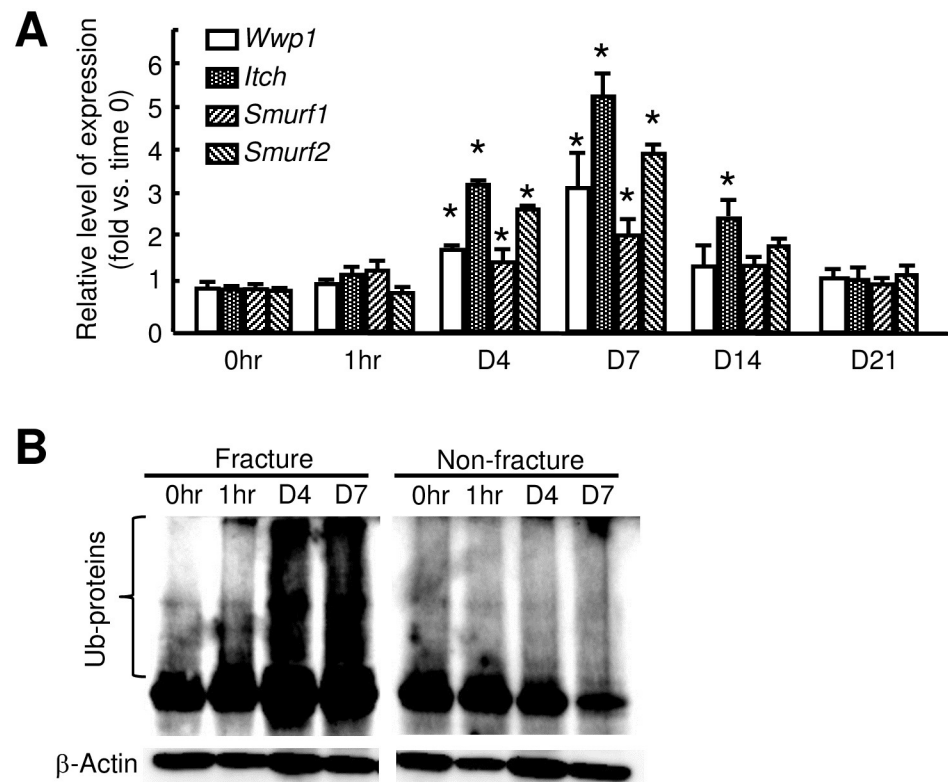 A
Relative level of expression
(fold vs. time 0)
Wwp1
Itch
Smurf1
Smurf2
6
5
4
3
2
1
0
* * * * * * * * *
0hr 1hr D4 D7 D14 D21
B
Fracture Non-fracture
0hr 1hr D4 D7 0hr 1hr D4 D7
Ub-proteins
β-Actin